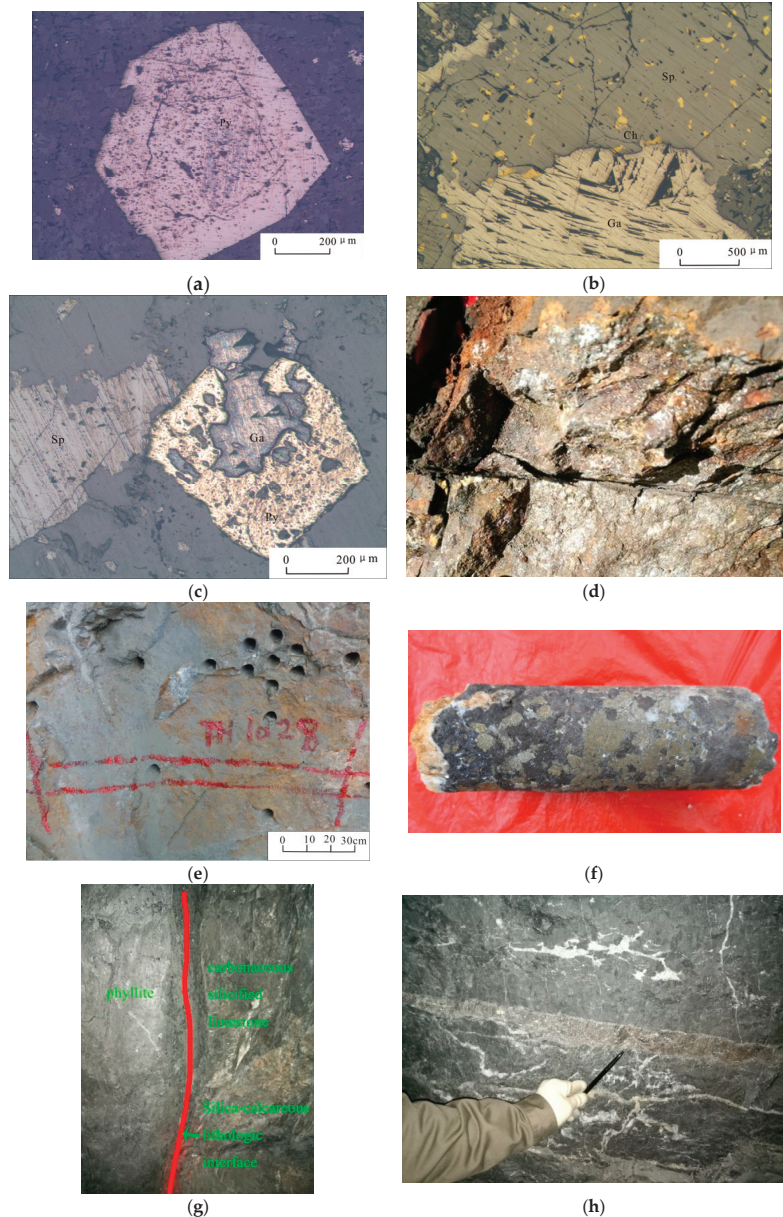 Py
0 200 μm
(a)
Sp
Ch
Ga
0 500 μm
(b)
Sp
Ga
Py
0 200 μm
(c)
(d)
1028
0 10 20 30cm
(e)
(f)
phyllite
carbonaceous
silicified
limestone
Silico-calcareous
lithologic
interface
(g)
(h)